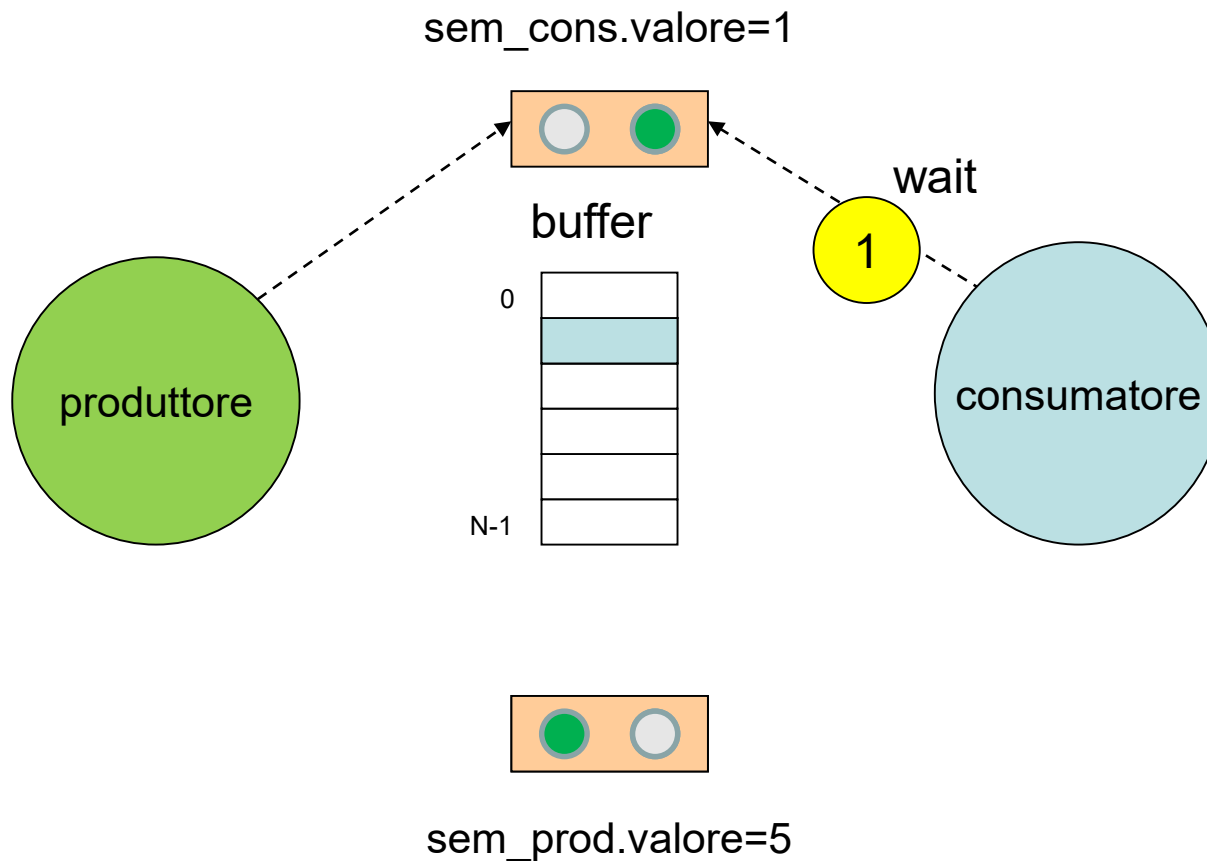 sem_cons.valore=1
wait
buffer
1
0
produttore
consumatore
N-1
sem_prod.valore=5